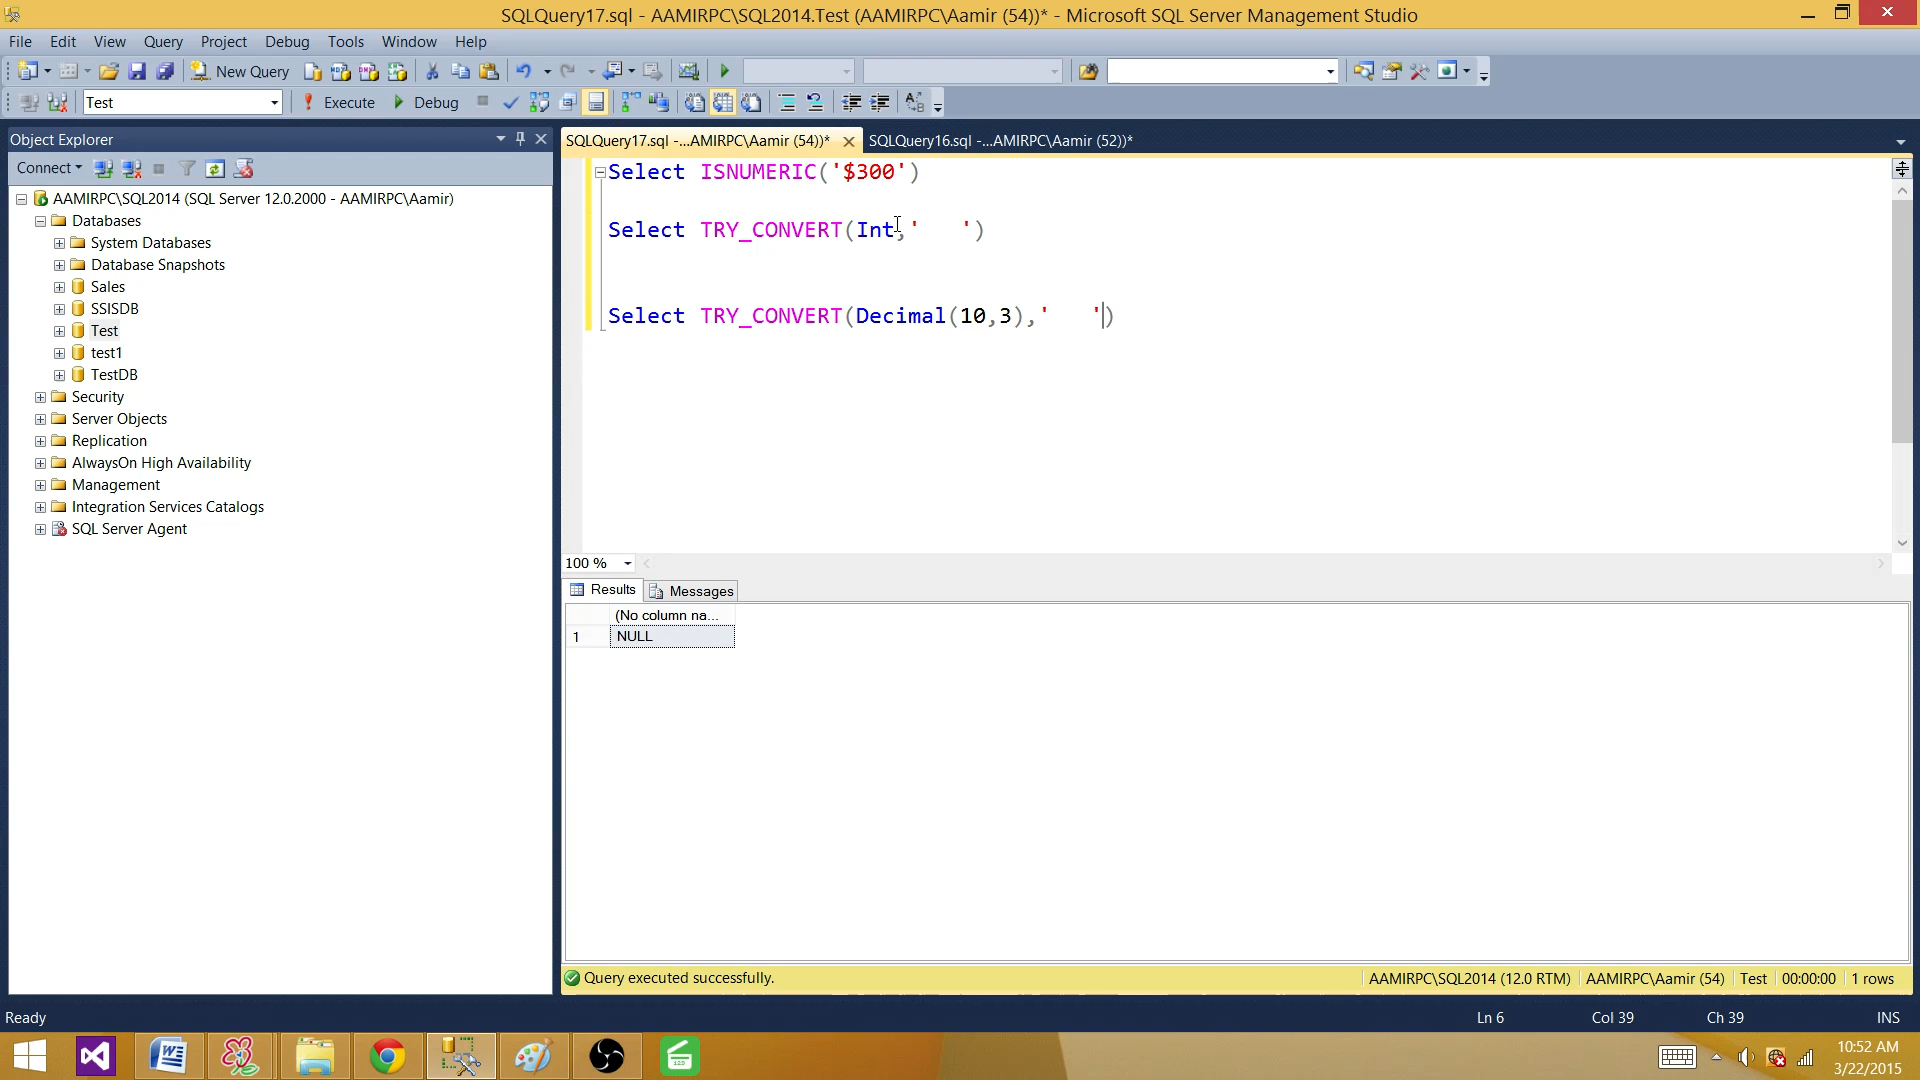 SQLQuery17.sql - AAMIRPC\SQL2014.Test (AAMIRPC\Aamir (54))* - Microsoft SQL Server Management Studio
File Edit View Query Project Debug Tools Window Help
New Query
Test Execute Debug
Object Explorer
Connect
AAMIRPC\SQL2014 (SQL Server 12.0.2000 - AAMIRPC\Aamir)
Databases
System Databases
Database Snapshots
Sales
SSISDB
Test
test1
TestDB
Security
Server Objects
Replication
AlwaysOn High Availability
Management
Integration Services Catalogs
SQL Server Agent
SQLQuery17.sql -...AMIRPC\Aamir (54))* SQLQuery16.sql -...AMIRPC\Aamir (52))*
Select ISNUMERIC('$300')
Select TRY_CONVERT(Int,'   ')
Select TRY_CONVERT(Decimal(10,3),'    ')
100 %
Results Messages
(No column na...
1 NULL
Query executed successfully. AAMIRPC\SQL2014 (12.0 RTM) AAMIRPC\Aamir (54) Test 00:00:00 1 rows
Ready Ln 6 Col 39 Ch 39 INS
10:52 AM
3/22/2015